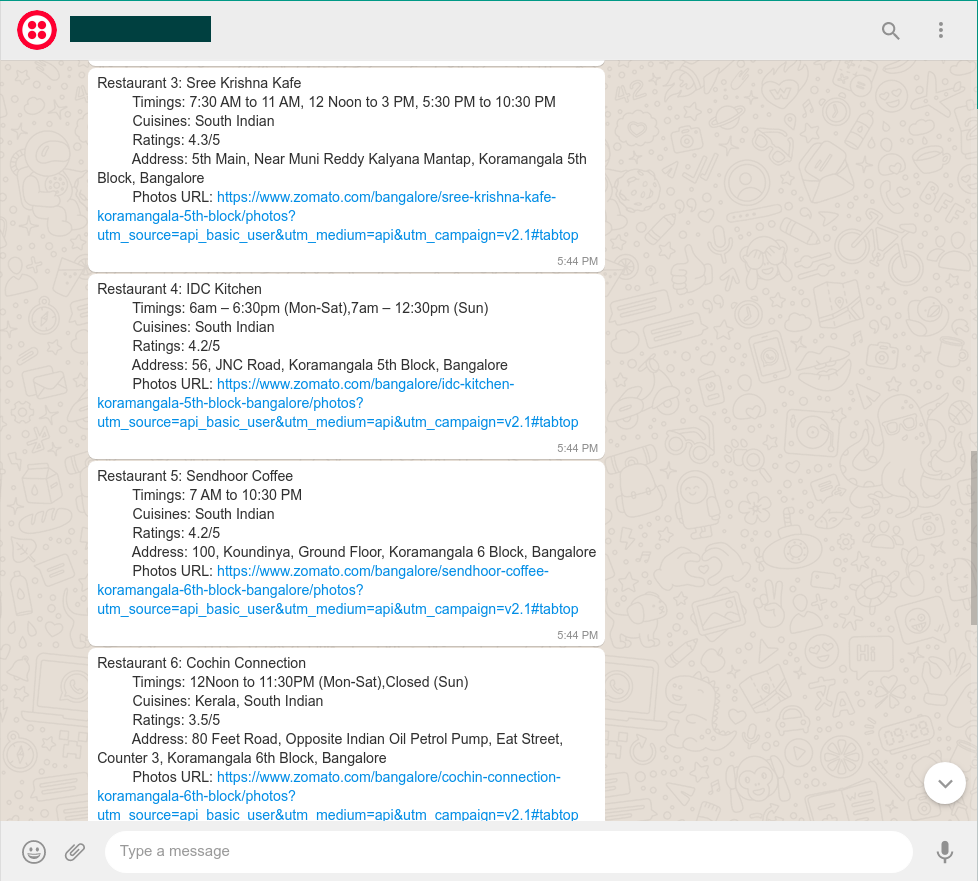 Restaurant 3: Sree Krishna Kafe
Timings: 7:30 AM to 11 AM, 12 Noon to 3 PM, 5:30 PM to 10:30 PM
Cuisines: South Indian
Ratings: 4.3/5
Address: 5th Main, Near Muni Reddy Kalyana Mantap, Koramangala 5th
Block, Bangalore
Photos URL: https://www.zomato.com/bangalore/sree-krishna-kafe-
koramangala-5th-block/photos?
utm_source=api_basic_user&utm_medium=api&utm_campaign=v2.1#tabtop
5:44 PM
Restaurant 4: IDC Kitchen
Timings: 6am – 6:30pm (Mon-Sat),7am – 12:30pm (Sun)
Cuisines: South Indian
Ratings: 4.2/5
Address: 56, JNC Road, Koramangala 5th Block, Bangalore
Photos URL: https://www.zomato.com/bangalore/idc-kitchen-
koramangala-5th-block-bangalore/photos?
utm_source=api_basic_user&utm_medium=api&utm_campaign=v2.1#tabtop
5:44 PM
Restaurant 5: Sendhoor Coffee
Timings: 7 AM to 10:30 PM
Cuisines: South Indian
Ratings: 4.2/5
Address: 100, Koundinya, Ground Floor, Koramangala 6 Block, Bangalore
Photos URL: https://www.zomato.com/bangalore/sendhoor-coffee-
koramangala-6th-block-bangalore/photos?
utm_source=api_basic_user&utm_medium=api&utm_campaign=v2.1#tabtop
5:44 PM
Restaurant 6: Cochin Connection
Timings: 12Noon to 11:30PM (Mon-Sat),Closed (Sun)
Cuisines: Kerala, South Indian
Ratings: 3.5/5
Address: 80 Feet Road, Opposite Indian Oil Petrol Pump, Eat Street,
Counter 3, Koramangala 6th Block, Bangalore
Photos URL: https://www.zomato.com/bangalore/cochin-connection-
koramangala-6th-block/photos?
utm_source=api_basic_user&utm_medium=api&utm_campaign=v2.1#tabtop
Type a message